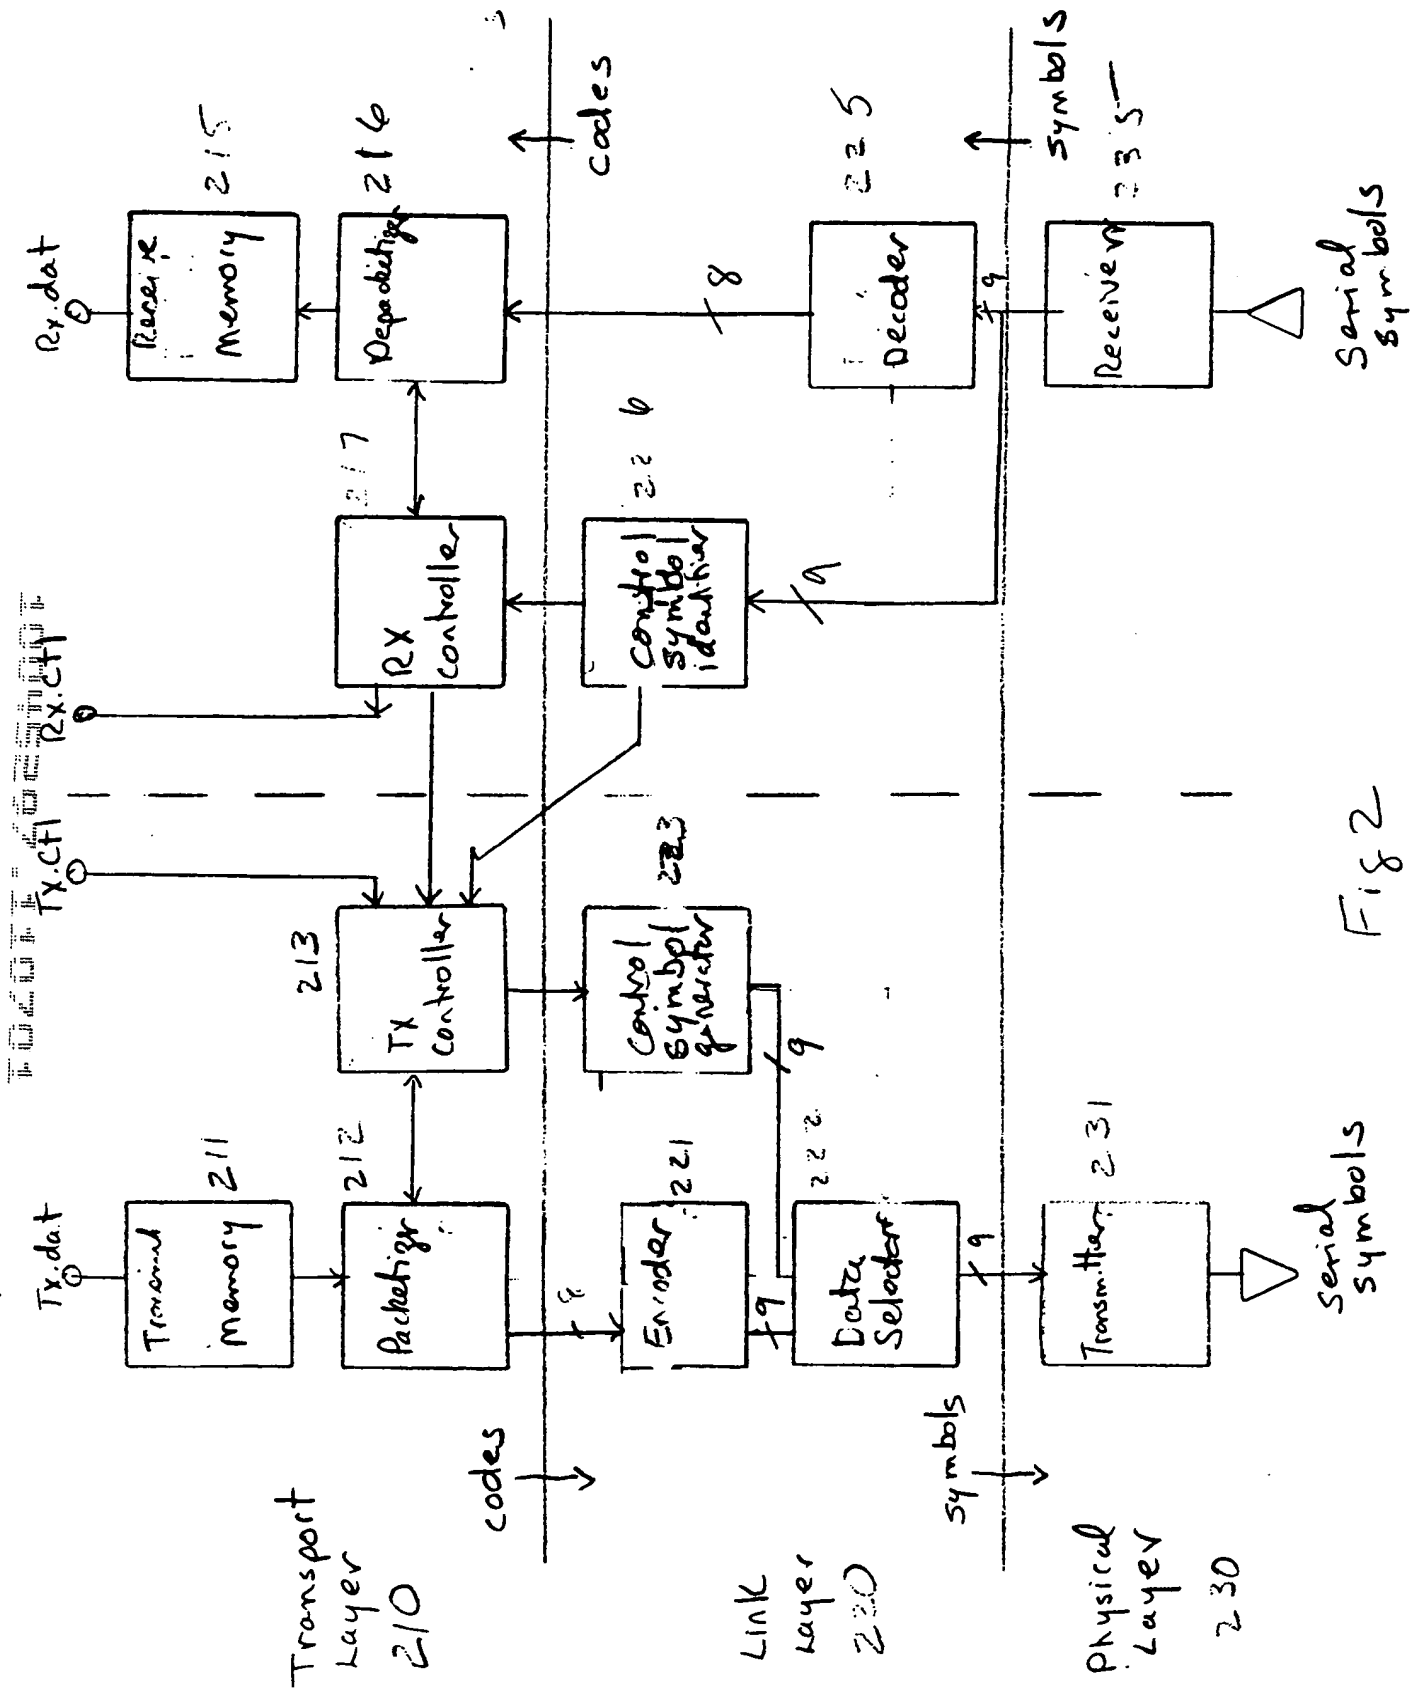 Tx.dat
Tx.ctl
Rx.ctl
Rx.dat
Transport
Layer
210
Memory
211
Packetizer
212
TX
Controller
213
RX
Controller
217
Receive
Memory
215
Depacketizer
216
codes
codes
Link
Layer
220
Encoder
221
8
9
Data
Selector
222
9
Control
Symbol
generator
223
9
Control
Symbol
identifier
226
9
Decoder
225
8
9
symbols
symbols
Physical
Layer
230
Transmitter
231
Receiver
235
Serial
Symbols
Serial
Symbols
Fig 2